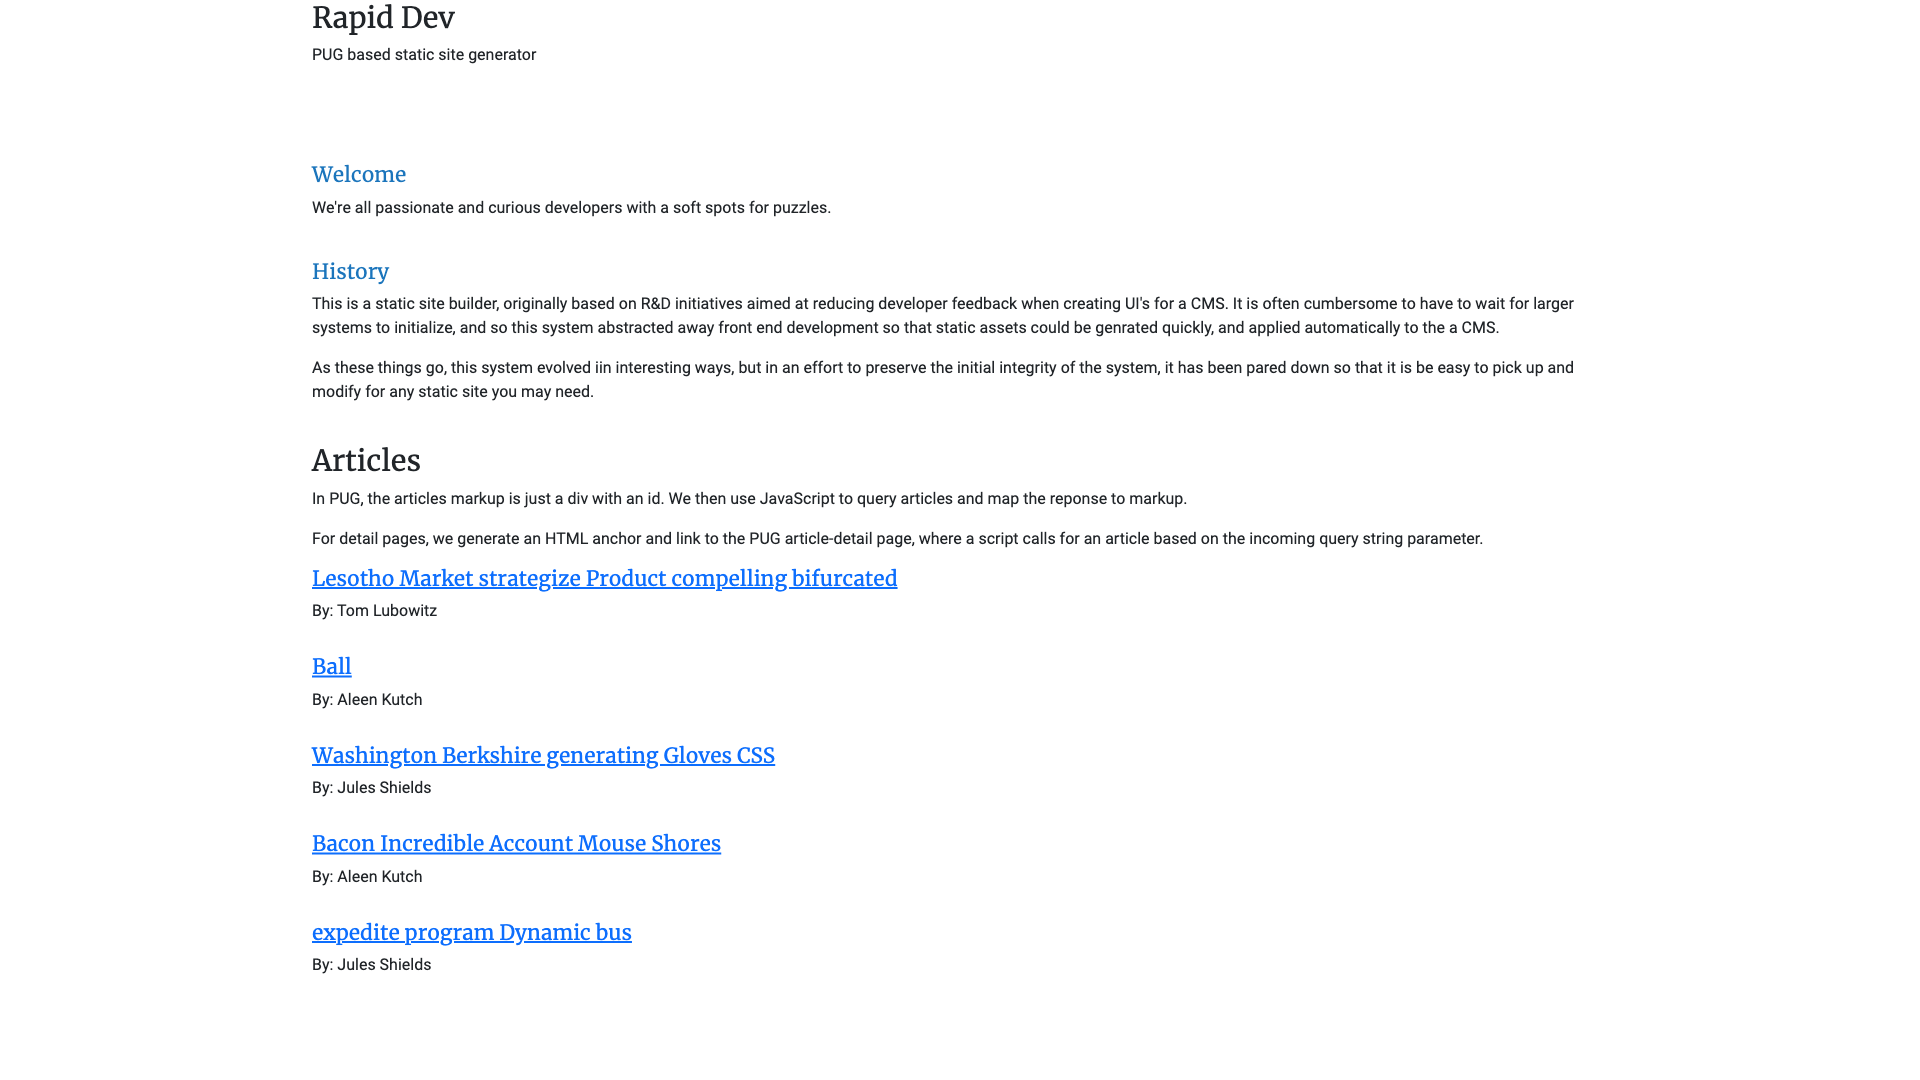 Rapid Dev
PUG based static site generator
Welcome
We're all passionate and curious developers with a soft spots for puzzles.
History
This is a static site builder, originally based on R&D initiatives aimed at reducing developer feedback when creating UI's for a CMS. It is often cumbersome to have to wait for larger
systems to initialize, and so this system abstracted away front end development so that static assets could be genrated quickly, and applied automatically to the a CMS.
As these things go, this system evolved iin interesting ways, but in an effort to preserve the initial integrity of the system, it has been pared down so that it is be easy to pick up and
modify for any static site you may need.
Articles
In PUG, the articles markup is just a div with an id. We then use JavaScript to query articles and map the reponse to markup.
For detail pages, we generate an HTML anchor and link to the PUG article-detail page, where a script calls for an article based on the incoming query string parameter.
Lesotho Market strategize Product compelling bifurcated
By: Tom Lubowitz
Ball
By: Aleen Kutch
Washington Berkshire generating Gloves CSS
By: Jules Shields
Bacon Incredible Account Mouse Shores
By: Aleen Kutch
expedite program Dynamic bus
By: Jules Shields